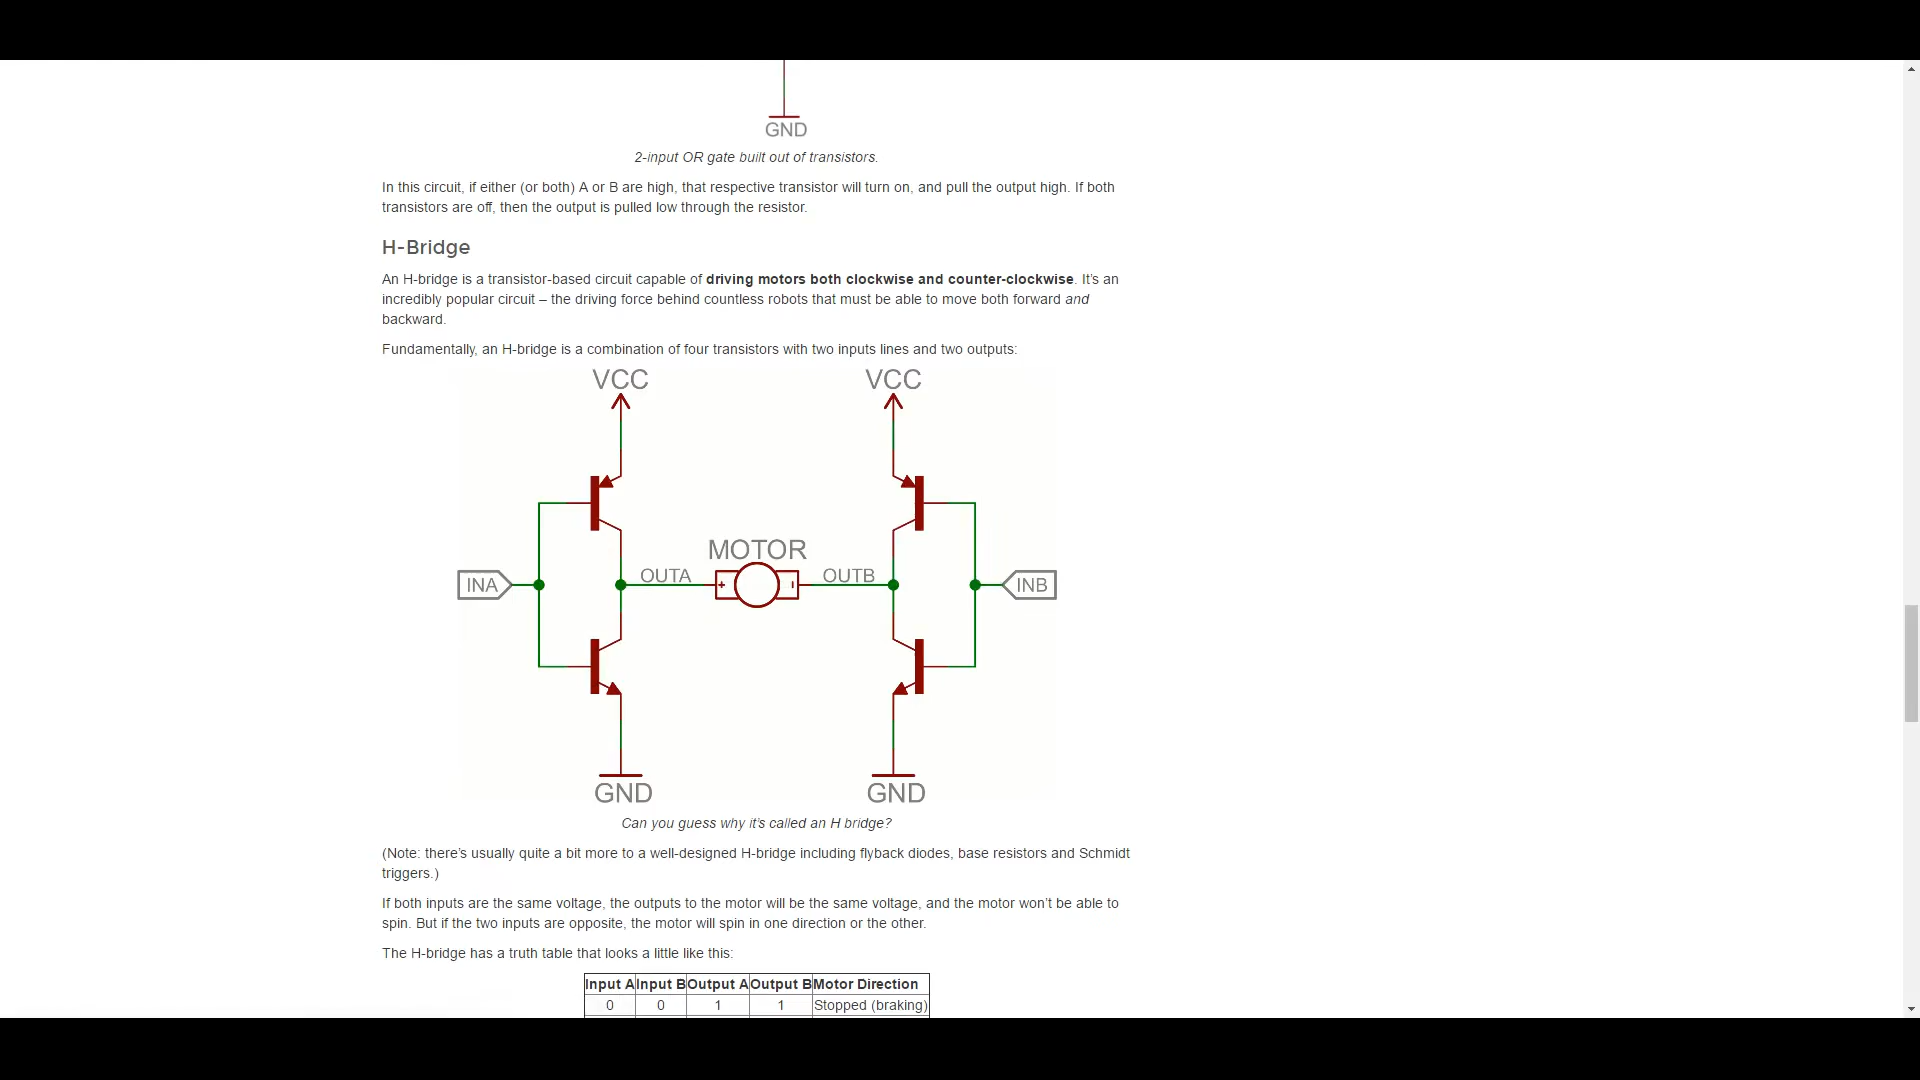 GND
2-input OR gate built out of transistors.
In this circuit, if either (or both) A or B are high, that respective transistor will turn on, and pull the output high. If both
transistors are off, then the output is pulled low through the resistor.
H-Bridge
An H-bridge is a transistor-based circuit capable of driving motors both clockwise and counter-clockwise. It’s an
incredibly popular circuit – the driving force behind countless robots that must be able to move both forward and
backward.
Fundamentally, an H-bridge is a combination of four transistors with two inputs lines and two outputs:
VCC VCC
MOTOR
INA OUTA + OUTB INB
GND GND
Can you guess why it’s called an H bridge?
(Note: there’s usually quite a bit more to a well-designed H-bridge including flyback diodes, base resistors and Schmidt
triggers.)
If both inputs are the same voltage, the outputs to the motor will be the same voltage, and the motor won’t be able to
spin. But if the two inputs are opposite, the motor will spin in one direction or the other.
The H-bridge has a truth table that looks a little like this:
Input A Input B Output A Output B Motor Direction
0 0 1 1 Stopped (braking)